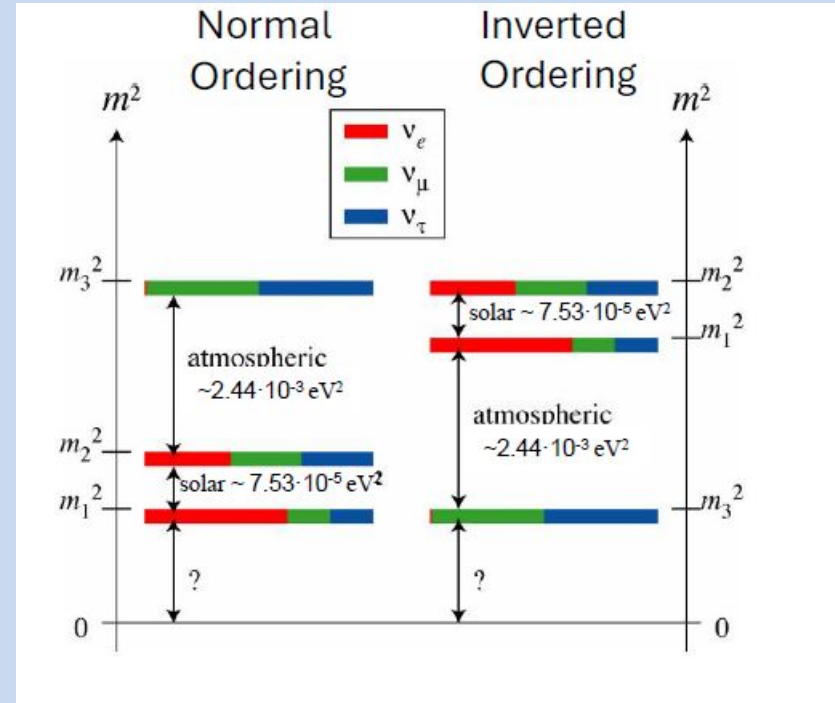 Normal
Ordering
Inverted
Ordering
m²
m²
νe
νμ
ντ
m₃²
m₂²
solar ~ 7.53·10⁻⁵ eV²
m₁²
atmospheric
~2.44·10⁻³ eV²
atmospheric
~2.44·10⁻³ eV²
m₂²
solar ~ 7.53·10⁻⁵ eV²
m₁²
m₃²
?
?
0
0